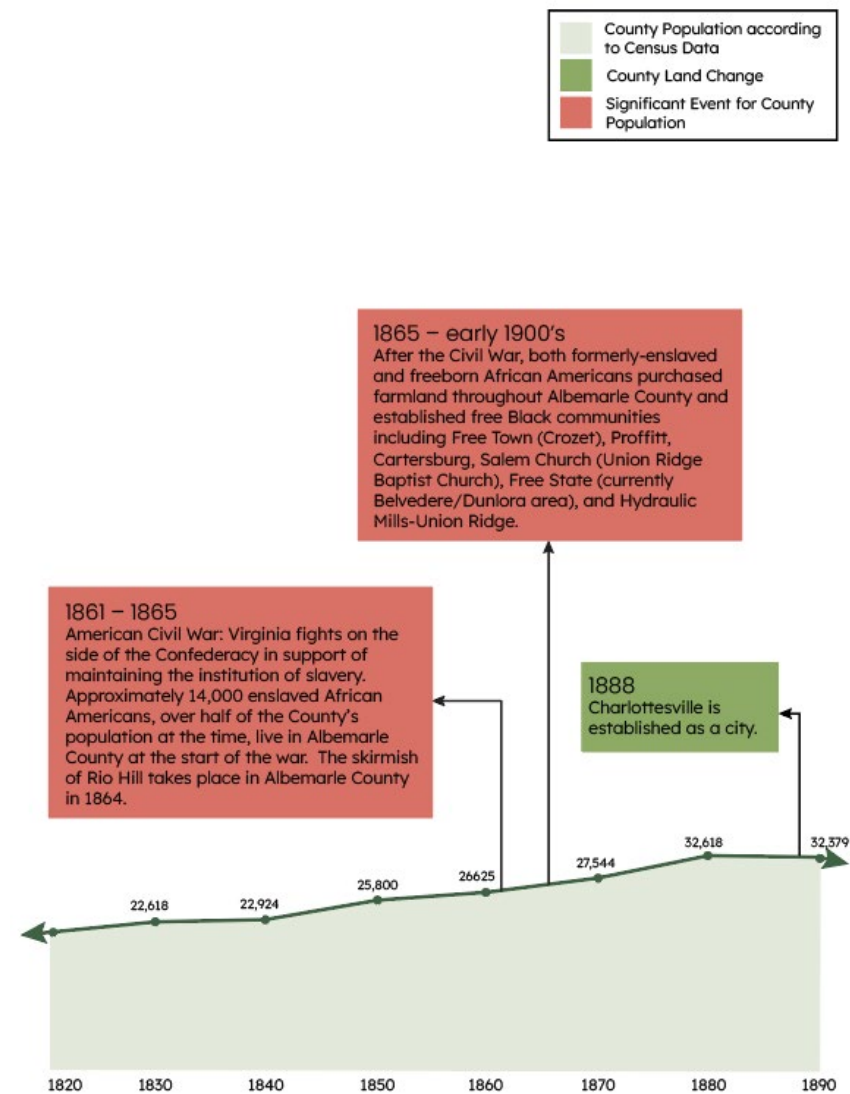 County Population according
to Census Data
County Land Change
Significant Event for County
Population
1865 – early 1900's
After the Civil War, both formerly-enslaved
and freeborn African Americans purchased
farmland throughout Albemarle County and
established free Black communities
including Free Town (Crozet), Proffitt,
Cartersburg, Salem Church (Union Ridge
Baptist Church), Free State (currently
Belvedere/Dunlora area), and Hydraulic
Mills-Union Ridge.
1861 – 1865
American Civil War: Virginia fights on the
side of the Confederacy in support of
maintaining the institution of slavery.
Approximately 14,000 enslaved African
Americans, over half of the County's
population at the time, live in Albemarle
County at the start of the war.  The skirmish
of Rio Hill takes place in Albemarle County
in 1864.
1888
Charlottesville is
established as a city.
22,618
22,924
25,800
26625
27,544
32,618
32,379
1820 1830 1840 1850 1860 1870 1880 1890